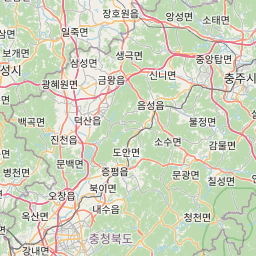 장호원읍
앙성면
소태면
일죽면
보개면
삼성면
생극면
중앙탑면
성시
금왕읍
신니면
광혜원면
충주시
음성읍
백곡면
덕산읍
불정면
진천읍
소수면
감물면
도안면
문백면
병천면
증평읍
문광면
칠성면
오창읍
북이면
옥산면
내수읍
청천면
청천면
충청북도
강내면